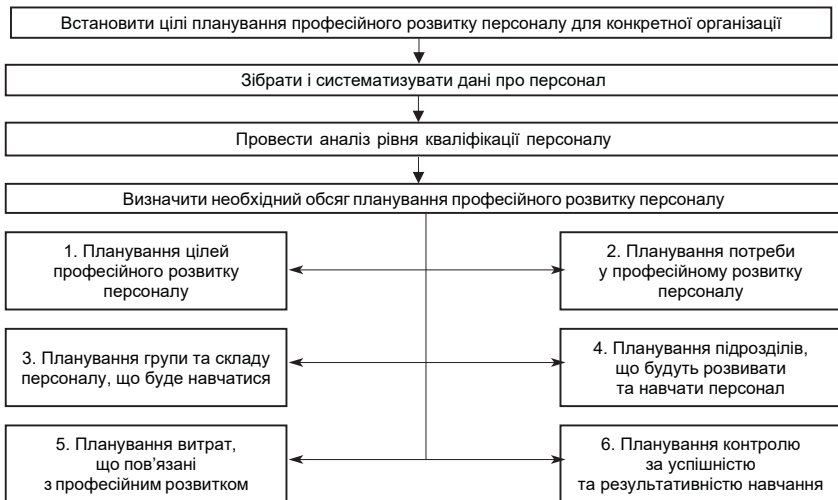 Встановити цілі планування професійного розвитку персоналу для конкретної організації
Зібрати і систематизувати дані про персонал
Провести аналіз рівня кваліфікації персоналу
Визначити необхідний обсяг планування професійного розвитку персоналу
1. Планування цілей
професійного розвитку
персоналу
2. Планування потреби
у професійному розвитку
персоналу
3. Планування групи та складу
персоналу, що буде навчатися
4. Планування підрозділів,
що будуть розвивати
та навчати персонал
5. Планування витрат,
що пов’язані
з професійним розвитком
6. Планування контролю
за успішністю
та результативністю навчання